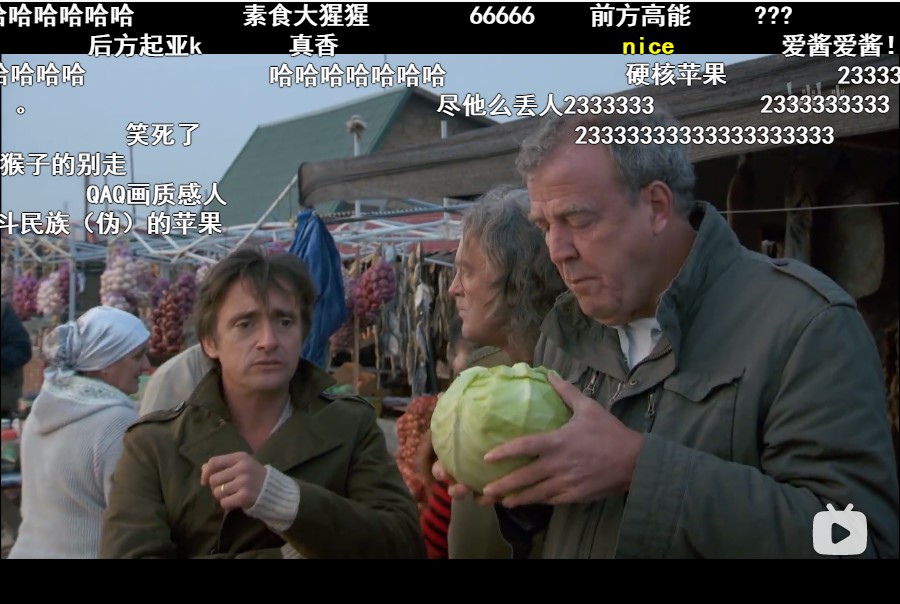 哈哈哈哈哈哈 素食大猩猩 66666 前方高能 ???
后方起亚k 真香 nice 爱酱爱酱！
哈哈哈哈 哈哈哈哈哈哈哈 硬核苹果 23333
。 尽他么丢人2333333 2333333333
笑死了 23333333333333333333
猴子的别走
QAQ画质感人
斗民族（伪）的苹果